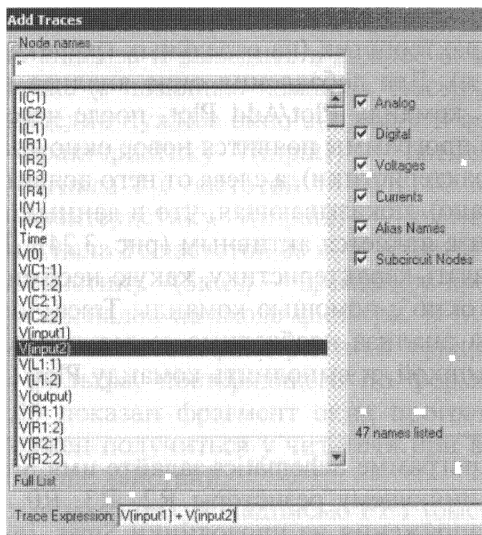 Add Traces
Node names
*
I(C1)
I(C2)
I(L1)
I(R1)
I(R2)
I(R3)
I(R4)
I(V1)
I(V2)
Time
V(0)
V(C1:1)
V(C1:2)
V(C2:1)
V(C2:2)
V(input1)
V(input2)
V(L1:1)
V(L1:2)
V(output)
V(R1:1)
V(R1:2)
V(R2:1)
V(R2:2)
Full List
Analog
Digital
Voltages
Currents
Alias Names
Subcircuit Nodes
47 names listed
Trace Expression: V(input1) + V(input2)